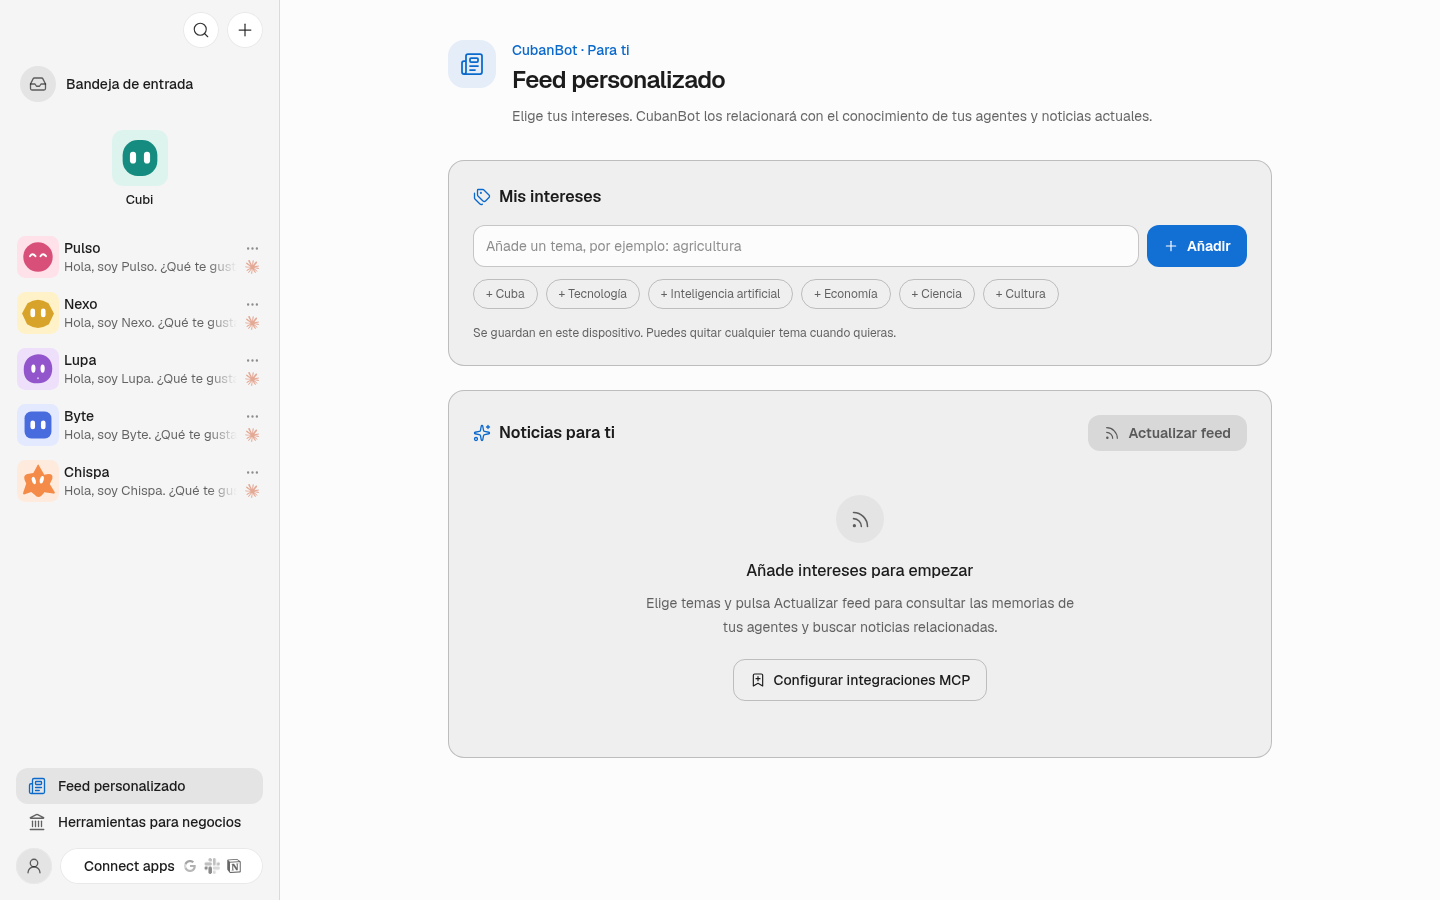 Bandeja de entrada
Cubi
Pulso
Hola, soy Pulso. ¿Qué te gust
Nexo
Hola, soy Nexo. ¿Qué te gust
Lupa
Hola, soy Lupa. ¿Qué te gust
Byte
Hola, soy Byte. ¿Qué te gusta
Chispa
Hola, soy Chispa. ¿Qué te gu
Feed personalizado
Herramientas para negocios
Connect apps
CubanBot · Para ti
Feed personalizado
Elige tus intereses. CubanBot los relacionará con el conocimiento de tus agentes y noticias actuales.
Mis intereses
Añade un tema, por ejemplo: agricultura
+ Añadir
+ Cuba + Tecnología + Inteligencia artificial + Economía + Ciencia + Cultura
Se guardan en este dispositivo. Puedes quitar cualquier tema cuando quieras.
Noticias para ti
Actualizar feed
Añade intereses para empezar
Elige temas y pulsa Actualizar feed para consultar las memorias de
tus agentes y buscar noticias relacionadas.
Configurar integraciones MCP